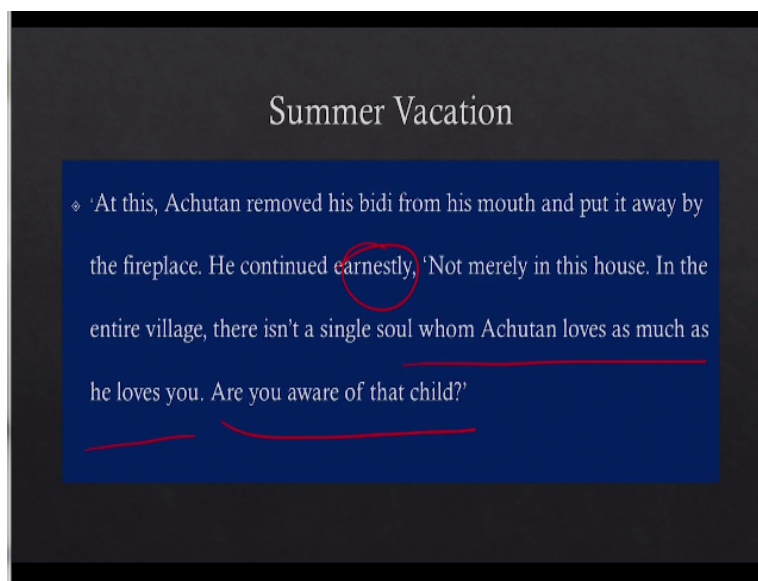 Summer Vacation
‘At this, Achutan removed his bidi from his mouth and put it away by
the fireplace. He continued earnestly, ‘Not merely in this house. In the
entire village, there isn’t a single soul whom Achutan loves as much as
he loves you. Are you aware of that child?’